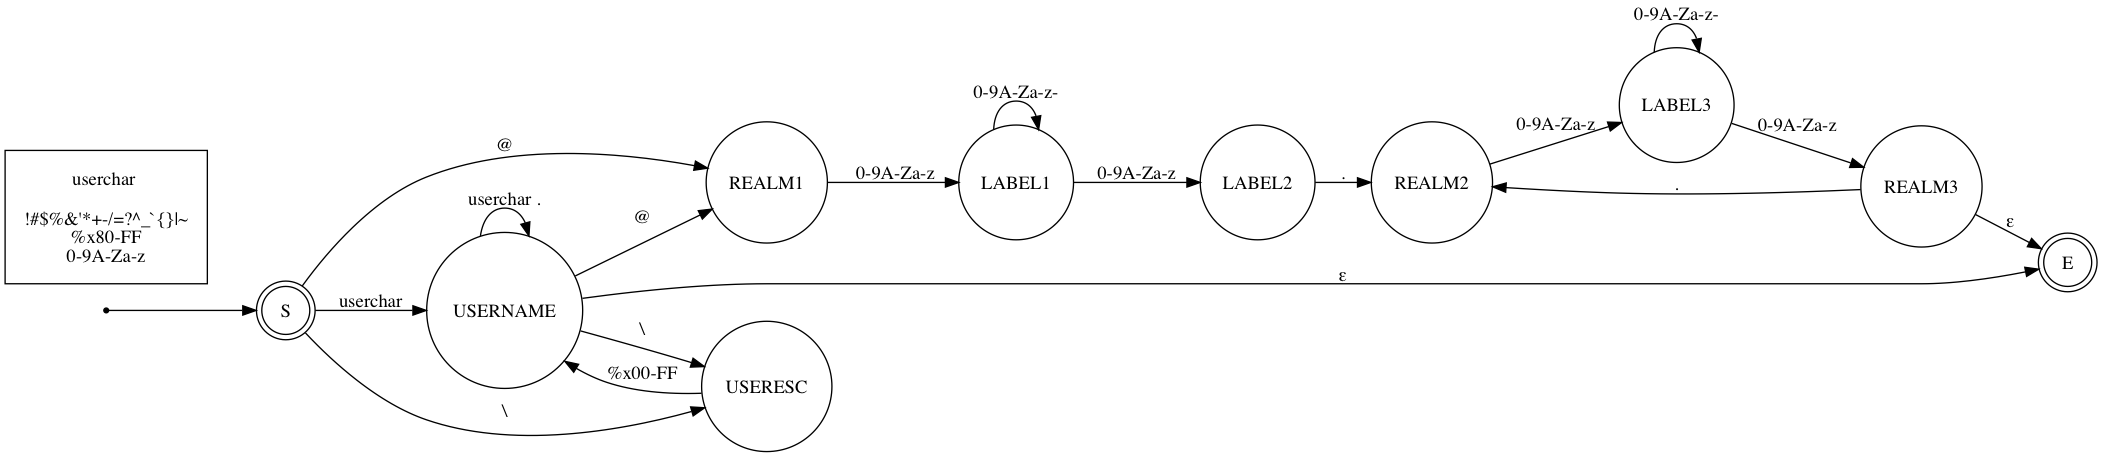 userchar
!#$%&'*+-/=?^_`{}|~
%x80-FF
0-9A-Za-z
S
@
userchar
\
userchar .
USERNAME
@
\
%x00-FF
USERESC
ε
REALM1
0-9A-Za-z
0-9A-Za-z-
LABEL1
0-9A-Za-z
LABEL2
.
REALM2
0-9A-Za-z
0-9A-Za-z-
LABEL3
0-9A-Za-z
.
REALM3
ε
E